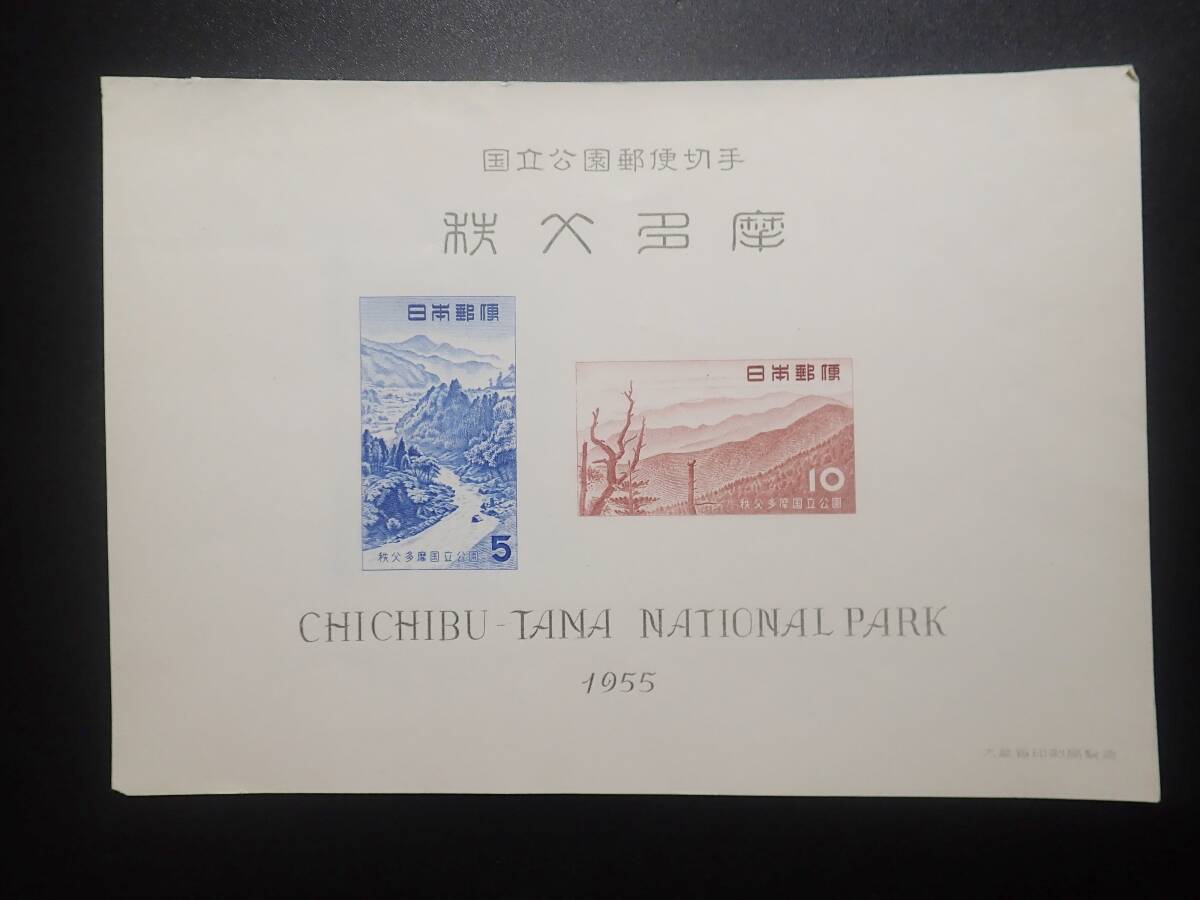 国立公園郵便切手
秩父多摩
日本郵便
秩父多摩国立公園
5
日本郵便
10
秩父多摩国立公園
CHICHIBU-TAMA NATIONAL PARK
1955
大蔵省印刷局製造